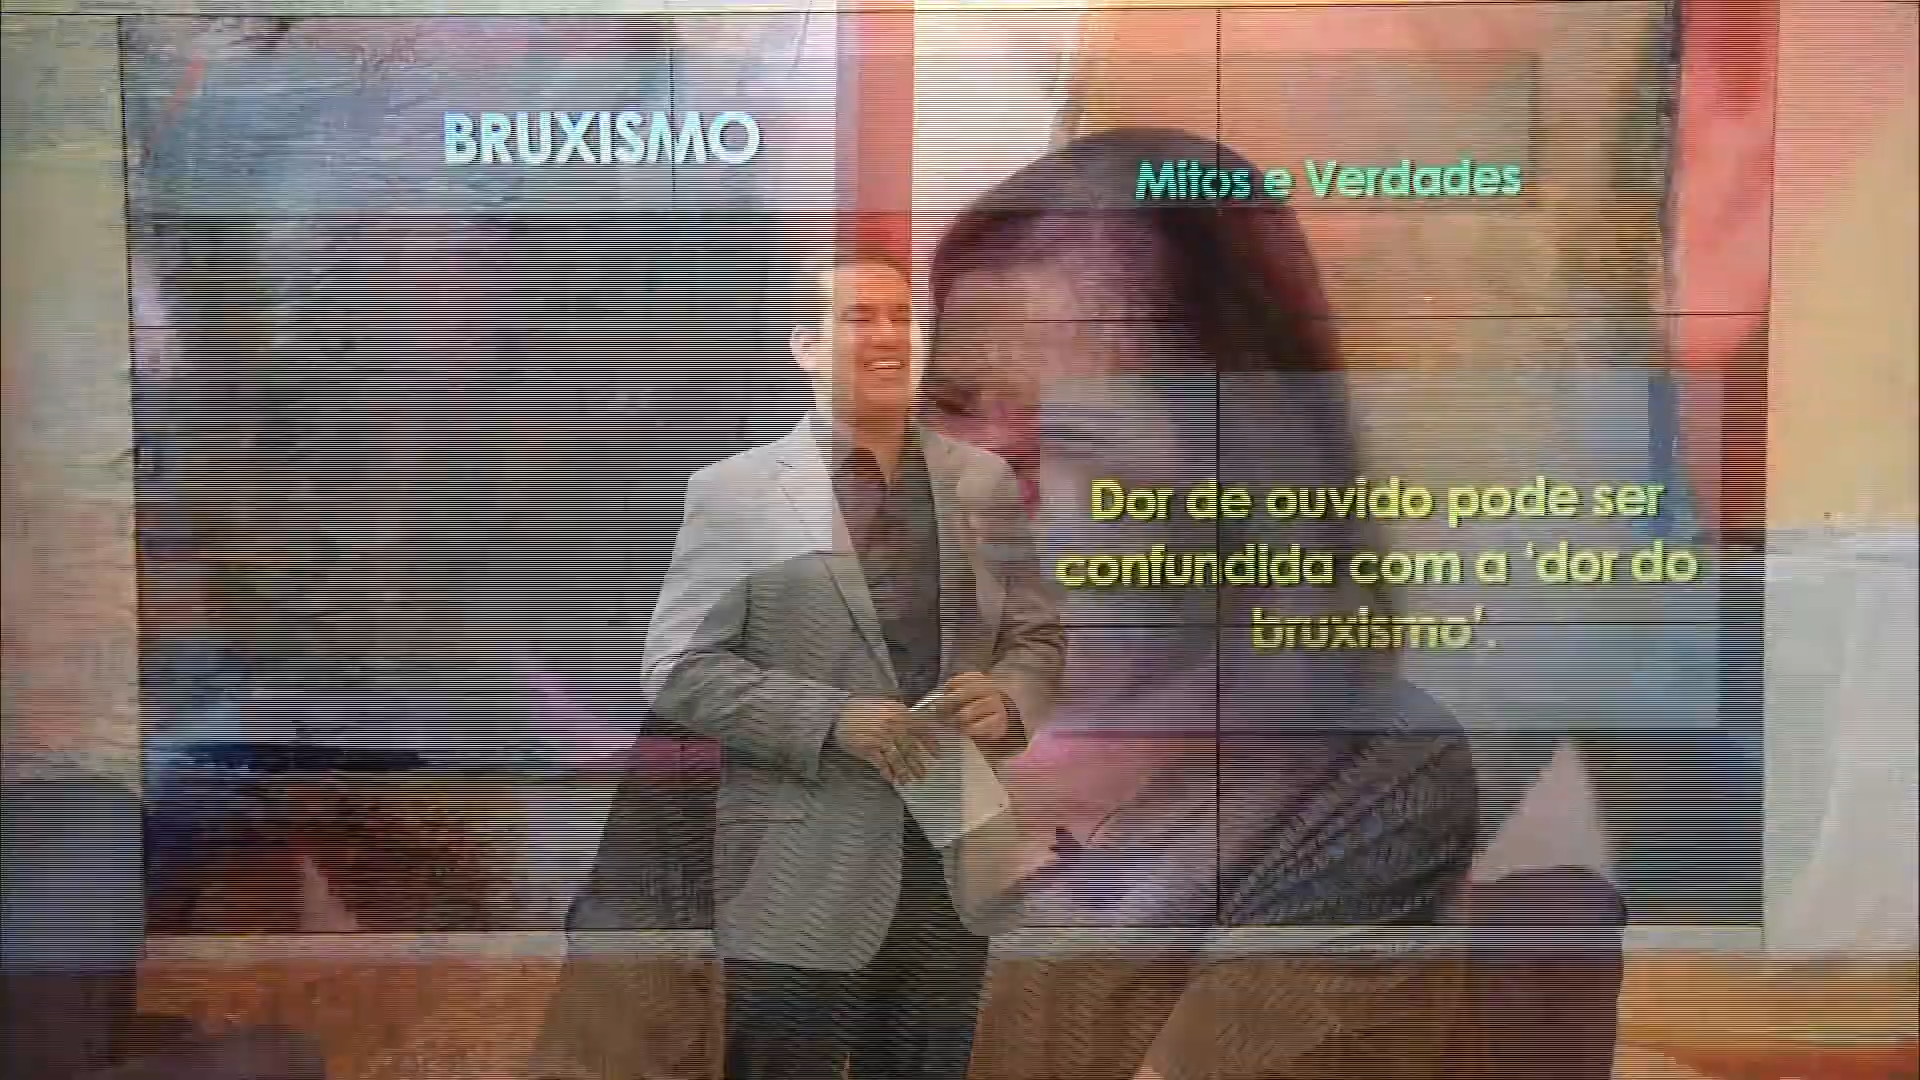 BRUXISMO
Mitos e Verdades
Dor de ouvido pode ser
confundida com a ‘dor do
bruxismo’.